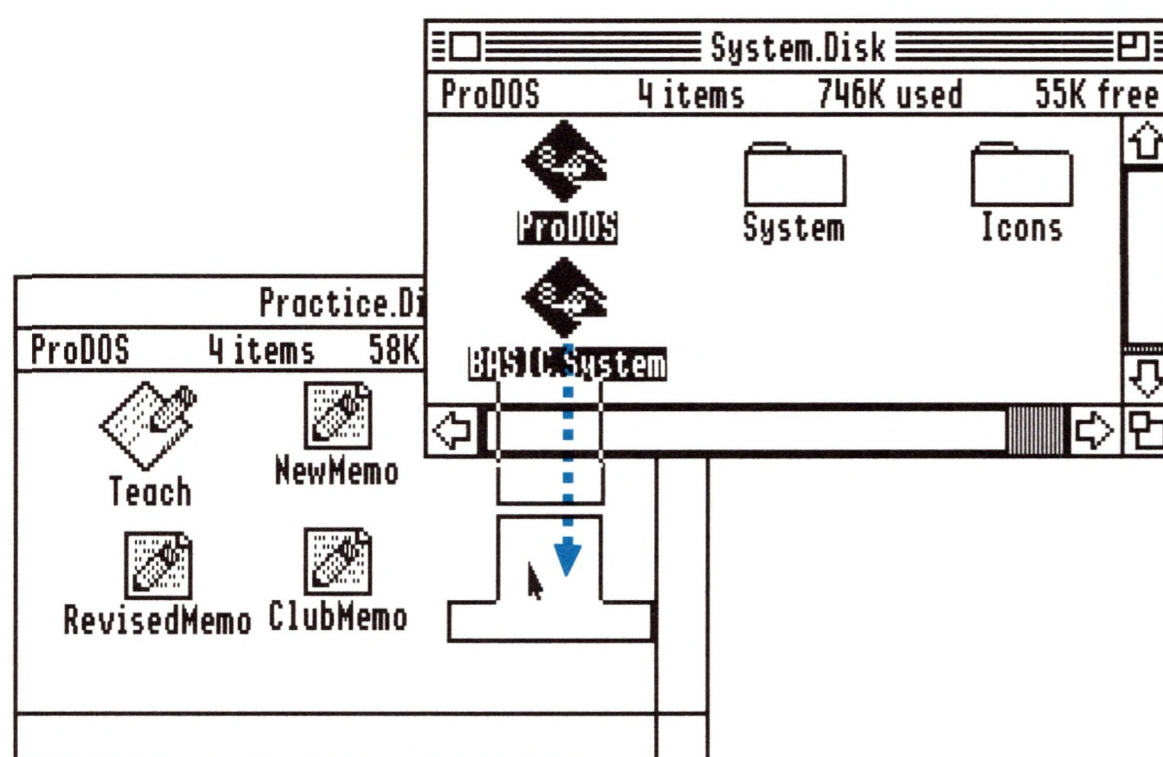 System.Disk
ProDOS 4 items 746K used 55K free
ProDOS System Icons
BASIC.System
Practice.Di
ProDOS 4 items 58K
Teach NewMemo
RevisedMemo ClubMemo